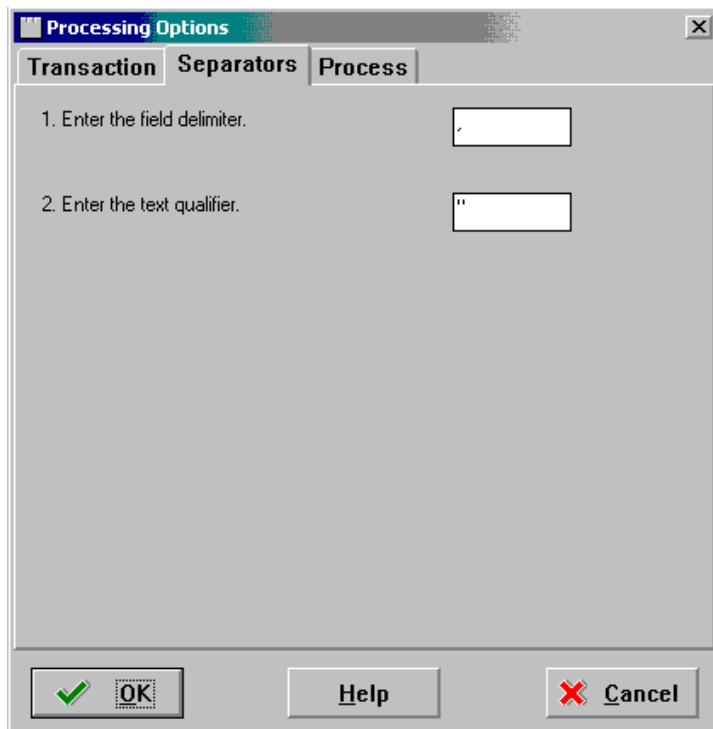 Processing Options
Transaction Separators Process
1. Enter the field delimiter. ,
2. Enter the text qualifier. "
OK Help Cancel